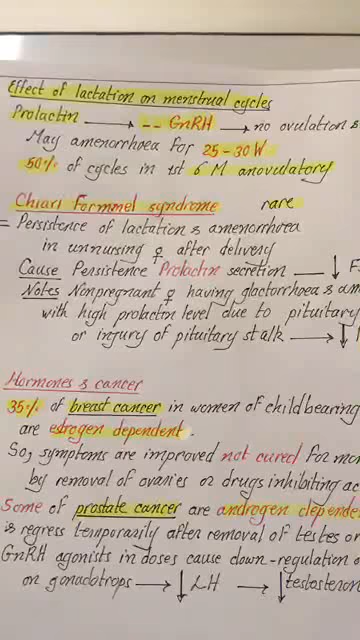 Effect of lactation on menstrual cycles
Prolactin → -- GnRH → no ovulation &
May amenorrhoea for 25-30 W
50% of cycles in 1st 6 M anovulatory
Chiari Formmel syndrome rare
= Persistence of lactation & amenorrhoea
in unnursing ♀ after delivery
Cause Persistence Prolactin secretion → ↓ F
Notes Nonpregnant ♀ having glactorrhoea & am
with high prolactin level due to pituitary
or injury of pituitary stalk → ↓
Hormones & cancer
35% of breast cancer in women of childbearing
are estrogen dependent.
So, symptoms are improved not cured for mon
by removal of ovaries or drugs inhibiting ac
Some of prostate cancer are androgen depende
& regress temporarily after removal of testes or
GnRH agonists in doses cause down-regulation o
on gonadotrops → ↓ LH → ↓ testosteron